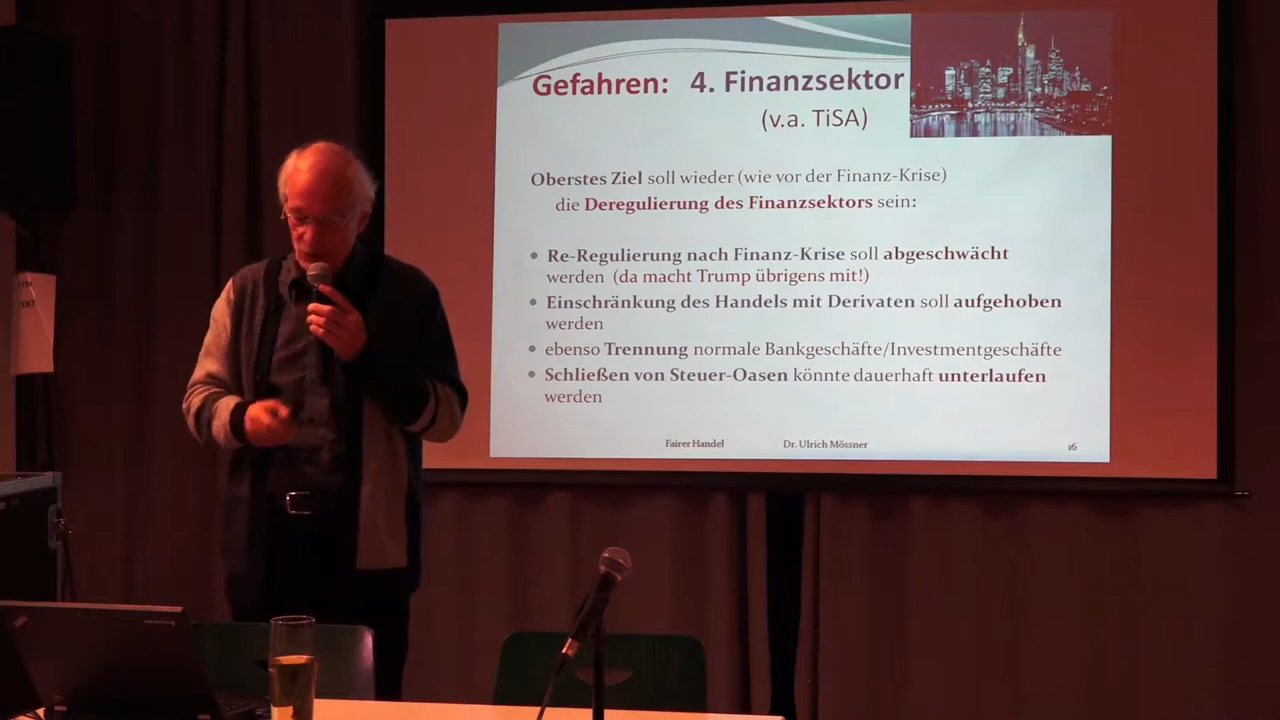 Gefahren: 4. Finanzsektor
(v.a. TiSA)
Oberstes Ziel soll wieder (wie vor der Finanz-Krise)
die Deregulierung des Finanzsektors sein:
• Re-Regulierung nach Finanz-Krise soll abgeschwächt
werden (da macht Trump übrigens mit!)
• Einschränkung des Handels mit Derivaten soll aufgehoben
werden
• ebenso Trennung normale Bankgeschäfte/Investmentgeschäfte
• Schließen von Steuer-Oasen könnte dauerhaft unterlaufen
werden
Fairer Handel Dr. Ulrich Mössner 16